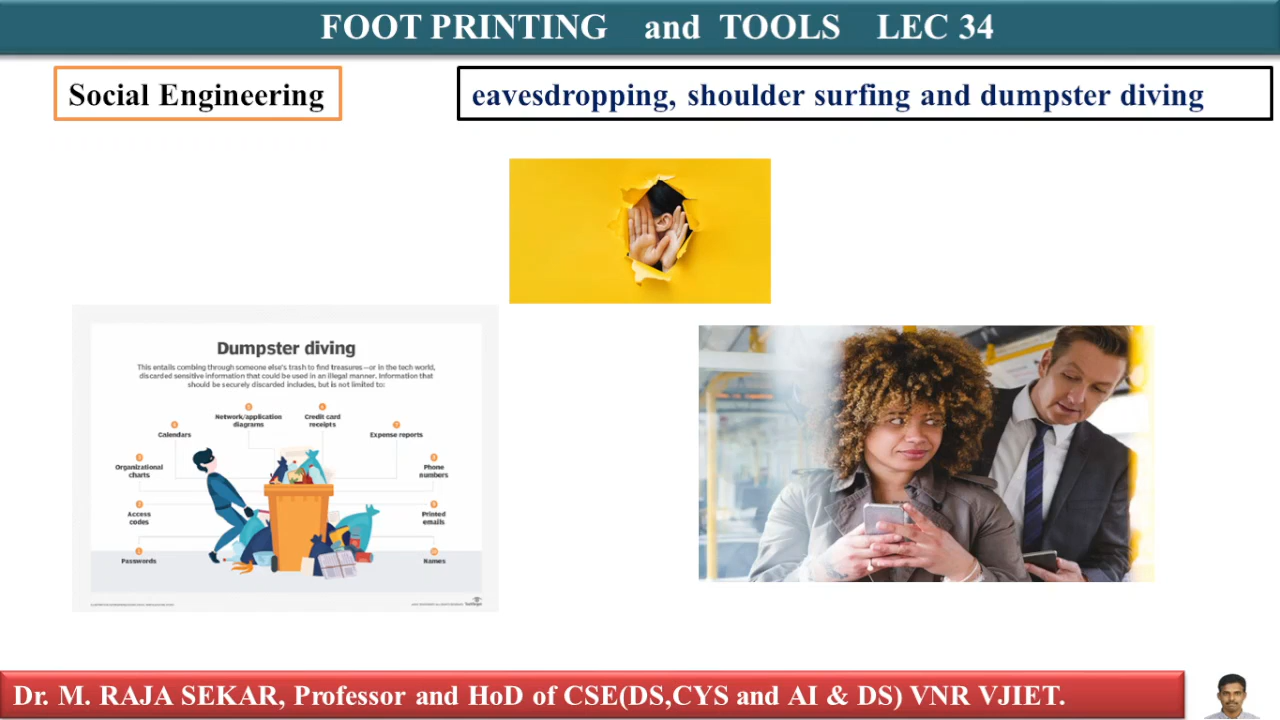 FOOT PRINTING and TOOLS LEC 34
Social Engineering
eavesdropping, shoulder surfing and dumpster diving
Dumpster diving
This entails combing through someone else's trash to find treasures—or in the tech world,
discarded sensitive information that could be used in an illegal manner. Information that
should be securely discarded includes, but is not limited to:
Network/application
diagrams
Credit card
receipts
Calendars
Expense reports
Organizational
charts
Phone
numbers
Access
codes
Printed
emails
Passwords
Names
TechTarget
Dr. M. RAJA SEKAR, Professor and HoD of CSE(DS,CYS and AI & DS) VNR VJIET.